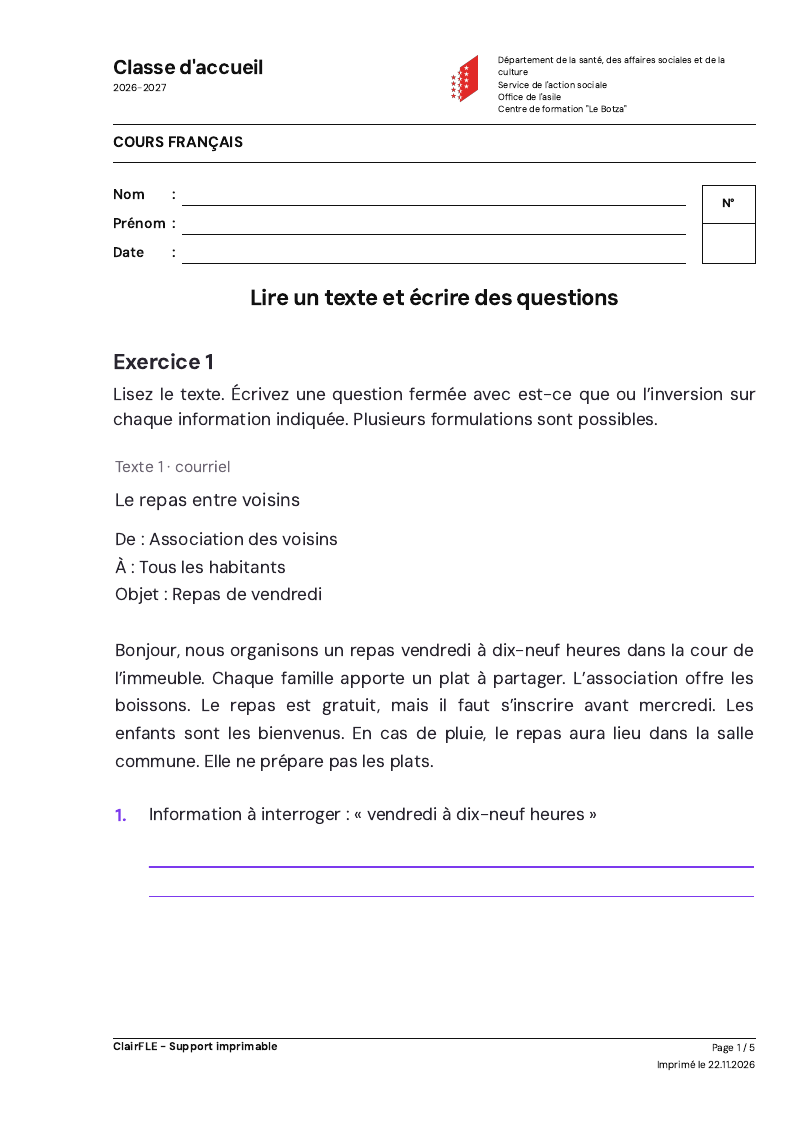 Classe d'accueil
2026-2027
Département de la santé, des affaires sociales et de la
culture
Service de l'action sociale
Office de l'asile
Centre de formation "Le Botza"
COURS FRANÇAIS
Nom :
Prénom :
Date :
N°
Lire un texte et écrire des questions
Exercice 1
Lisez le texte. Écrivez une question fermée avec est-ce que ou l’inversion sur
chaque information indiquée. Plusieurs formulations sont possibles.
Texte 1 · courriel
Le repas entre voisins
De : Association des voisins
À : Tous les habitants
Objet : Repas de vendredi
Bonjour, nous organisons un repas vendredi à dix-neuf heures dans la cour de
l’immeuble. Chaque famille apporte un plat à partager. L’association offre les
boissons. Le repas est gratuit, mais il faut s’inscrire avant mercredi. Les
enfants sont les bienvenus. En cas de pluie, le repas aura lieu dans la salle
commune. Elle ne prépare pas les plats.
1. Information à interroger : « vendredi à dix-neuf heures »
ClairFLE - Support imprimable
Page 1 / 5
Imprimé le 22.11.2026